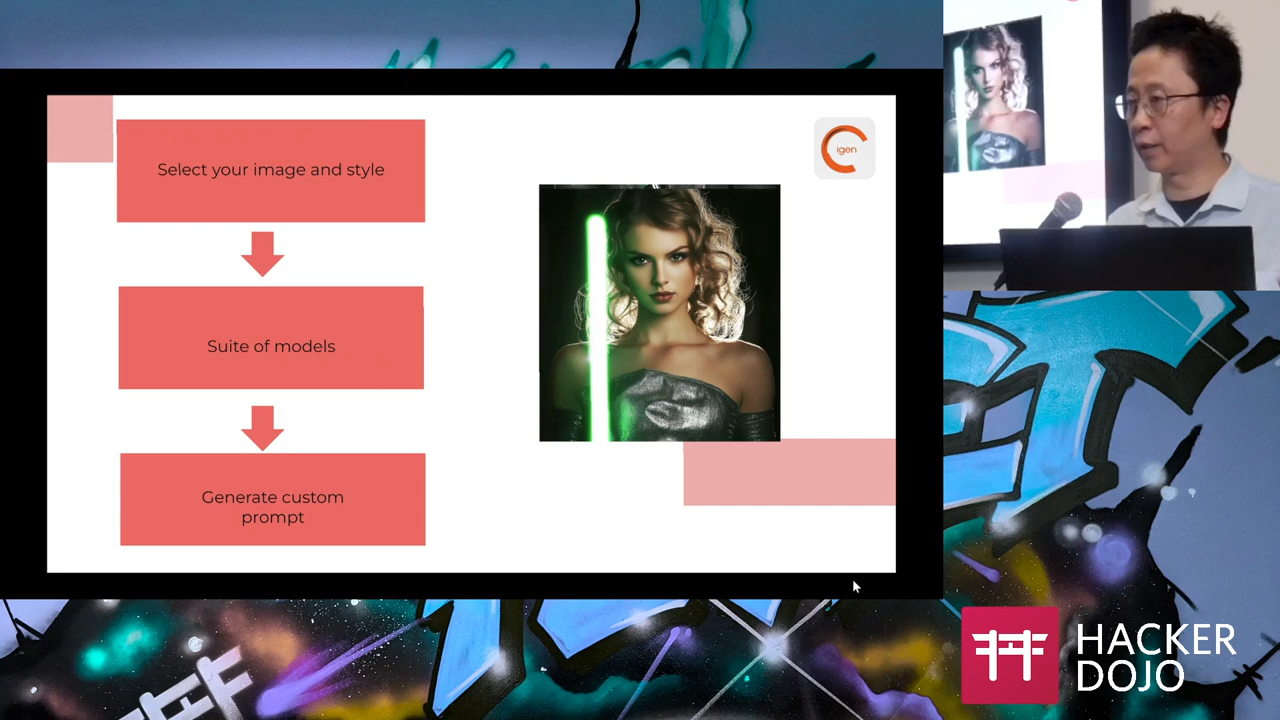 Select your image and style
igen
Suite of models
Generate custom
prompt
HACKER
DOJO